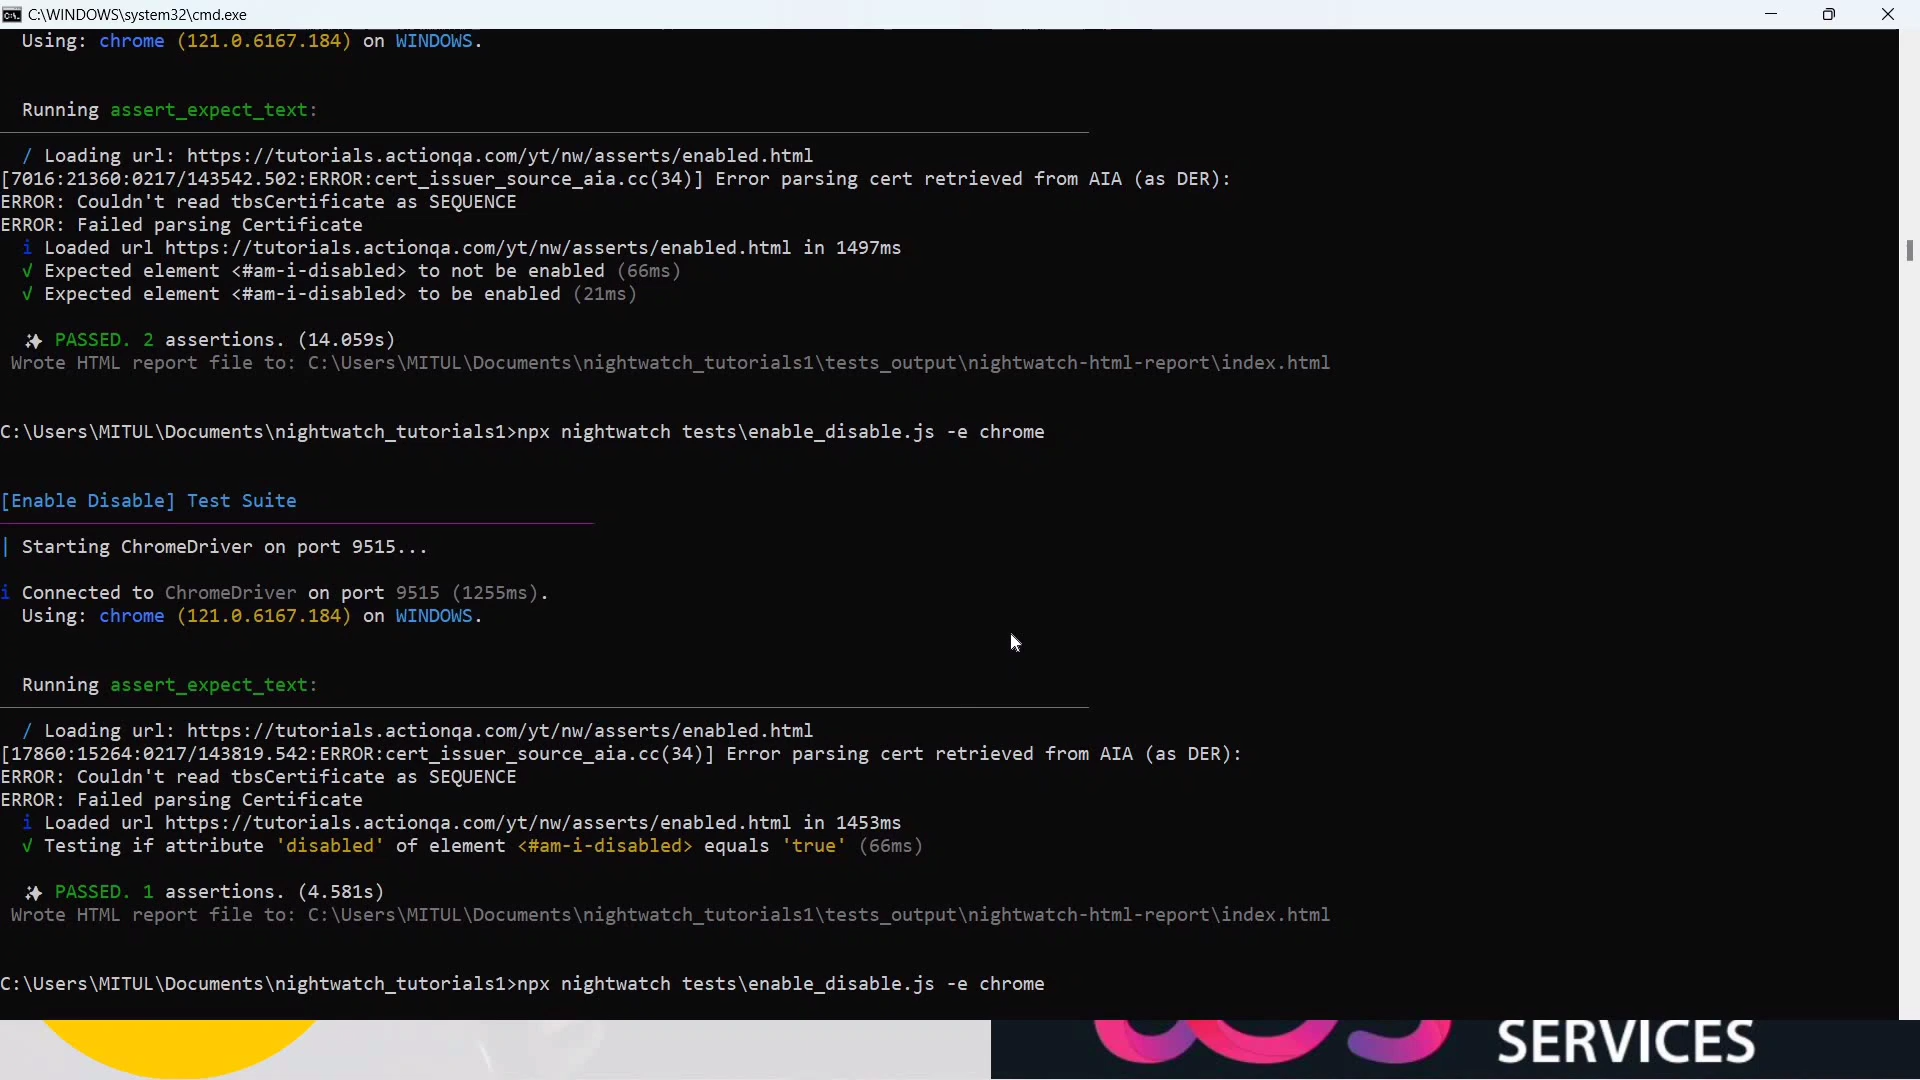 C:\WINDOWS\system32\cmd.exe
Using: chrome (121.0.6167.184) on WINDOWS.
Running assert_expect_text:
/ Loading url: https://tutorials.actionqa.com/yt/nw/asserts/enabled.html
[7016:21360:0217/143542.502:ERROR:cert_issuer_source_aia.cc(34)] Error parsing cert retrieved from AIA (as DER):
ERROR: Couldn't read tbsCertificate as SEQUENCE
ERROR: Failed parsing Certificate
i Loaded url https://tutorials.actionqa.com/yt/nw/asserts/enabled.html in 1497ms
√ Expected element <#am-i-disabled> to not be enabled (66ms)
√ Expected element <#am-i-disabled> to be enabled (21ms)
✨ PASSED. 2 assertions. (14.059s)
Wrote HTML report file to: C:\Users\MITUL\Documents\nightwatch_tutorials1\tests_output\nightwatch-html-report\index.html
C:\Users\MITUL\Documents\nightwatch_tutorials1>npx nightwatch tests\enable_disable.js -e chrome
[Enable Disable] Test Suite
| Starting ChromeDriver on port 9515...
i Connected to ChromeDriver on port 9515 (1255ms).
Using: chrome (121.0.6167.184) on WINDOWS.
Running assert_expect_text:
/ Loading url: https://tutorials.actionqa.com/yt/nw/asserts/enabled.html
[17860:15264:0217/143819.542:ERROR:cert_issuer_source_aia.cc(34)] Error parsing cert retrieved from AIA (as DER):
ERROR: Couldn't read tbsCertificate as SEQUENCE
ERROR: Failed parsing Certificate
i Loaded url https://tutorials.actionqa.com/yt/nw/asserts/enabled.html in 1453ms
√ Testing if attribute 'disabled' of element <#am-i-disabled> equals 'true' (66ms)
✨ PASSED. 1 assertions. (4.581s)
Wrote HTML report file to: C:\Users\MITUL\Documents\nightwatch_tutorials1\tests_output\nightwatch-html-report\index.html
C:\Users\MITUL\Documents\nightwatch_tutorials1>npx nightwatch tests\enable_disable.js -e chrome
SERVICES